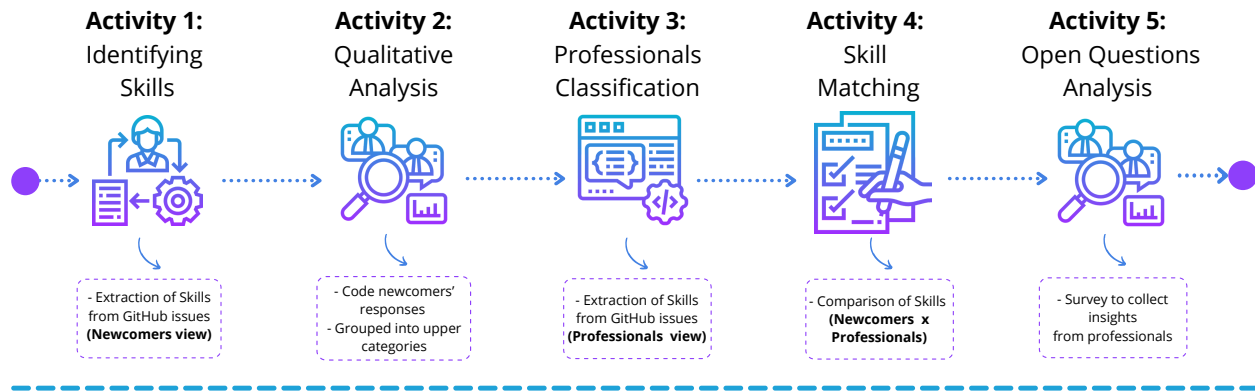 Activity 1:
Identifying
Skills
- Extraction of Skills
from GitHub issues
(Newcomers view)
Activity 2:
Qualitative
Analysis
- Code newcomers'
responses
- Grouped into upper
categories
Activity 3:
Professionals
Classification
- Extraction of Skills
from GitHub issues
(Professionals view)
Activity 4:
Skill
Matching
- Comparison of Skills
(Newcomers x
Professionals)
Activity 5:
Open Questions
Analysis
- Survey to collect
insights
from professionals